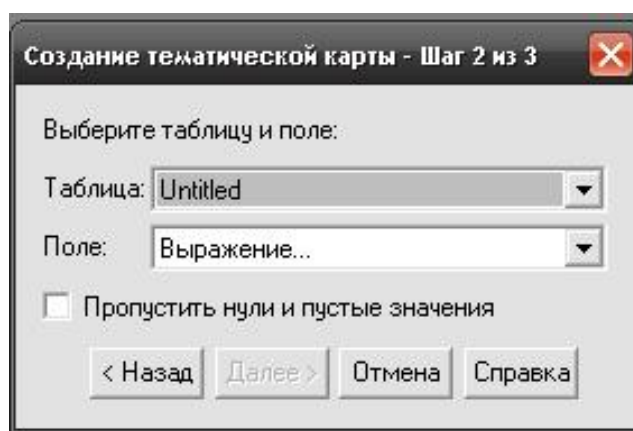 Создание тематической карты - Шаг 2 из 3
Выберите таблицу и поле:
Таблица: Untitled
Поле: Выражение...
Пропустить нули и пустые значения
< Назад Далее > Отмена Справка